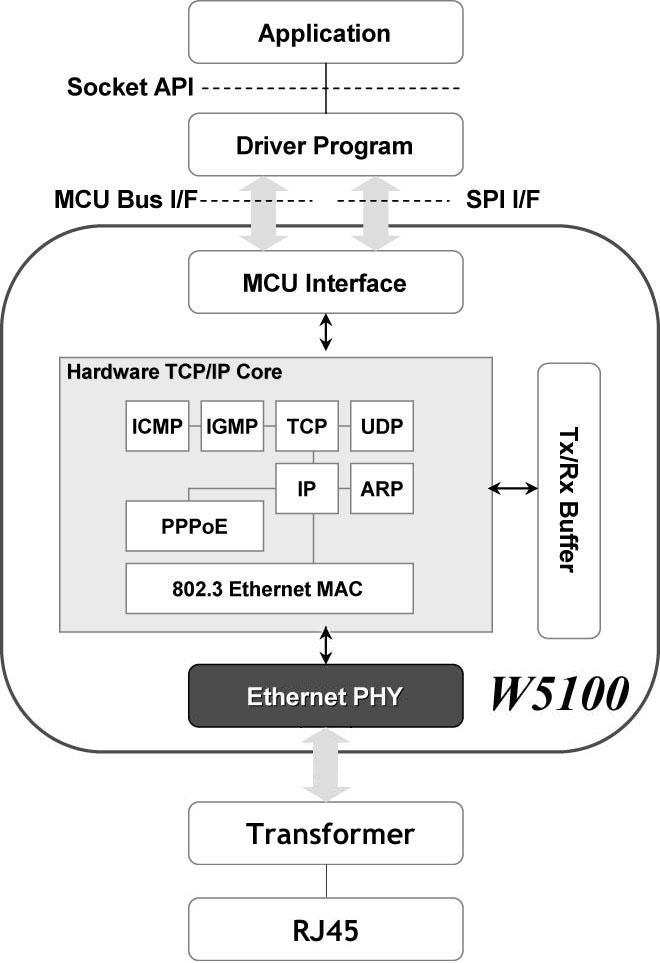 Application
Socket API
Driver Program
MCU Bus I/F
SPI I/F
MCU Interface
Hardware TCP/IP Core
ICMP IGMP TCP UDP
IP ARP
PPPoE
802.3 Ethernet MAC
Tx/Rx Buffer
Ethernet PHY
W5100
Transformer
RJ45